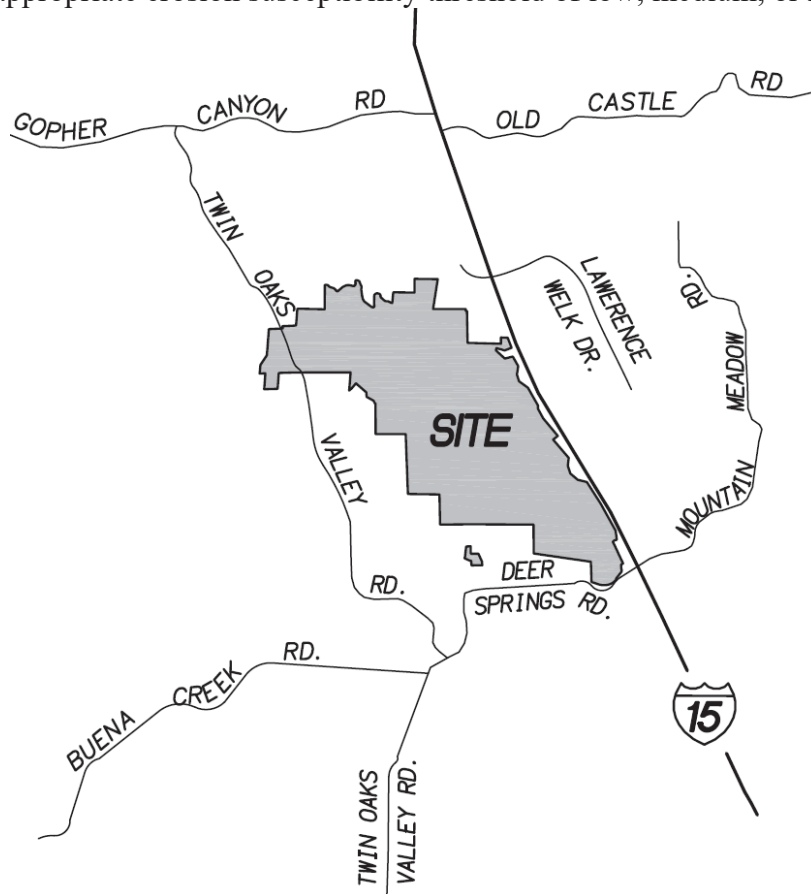 GOPHER CANYON RD
OLD CASTLE RD
TWIN OAKS VALLEY RD.
LAWERENCE
WELK DR.
MOUNTAIN MEADOW RD.
SITE
DEER
SPRINGS RD.
BUENA CREEK RD.
15
TWIN OAKS
VALLEY RD.